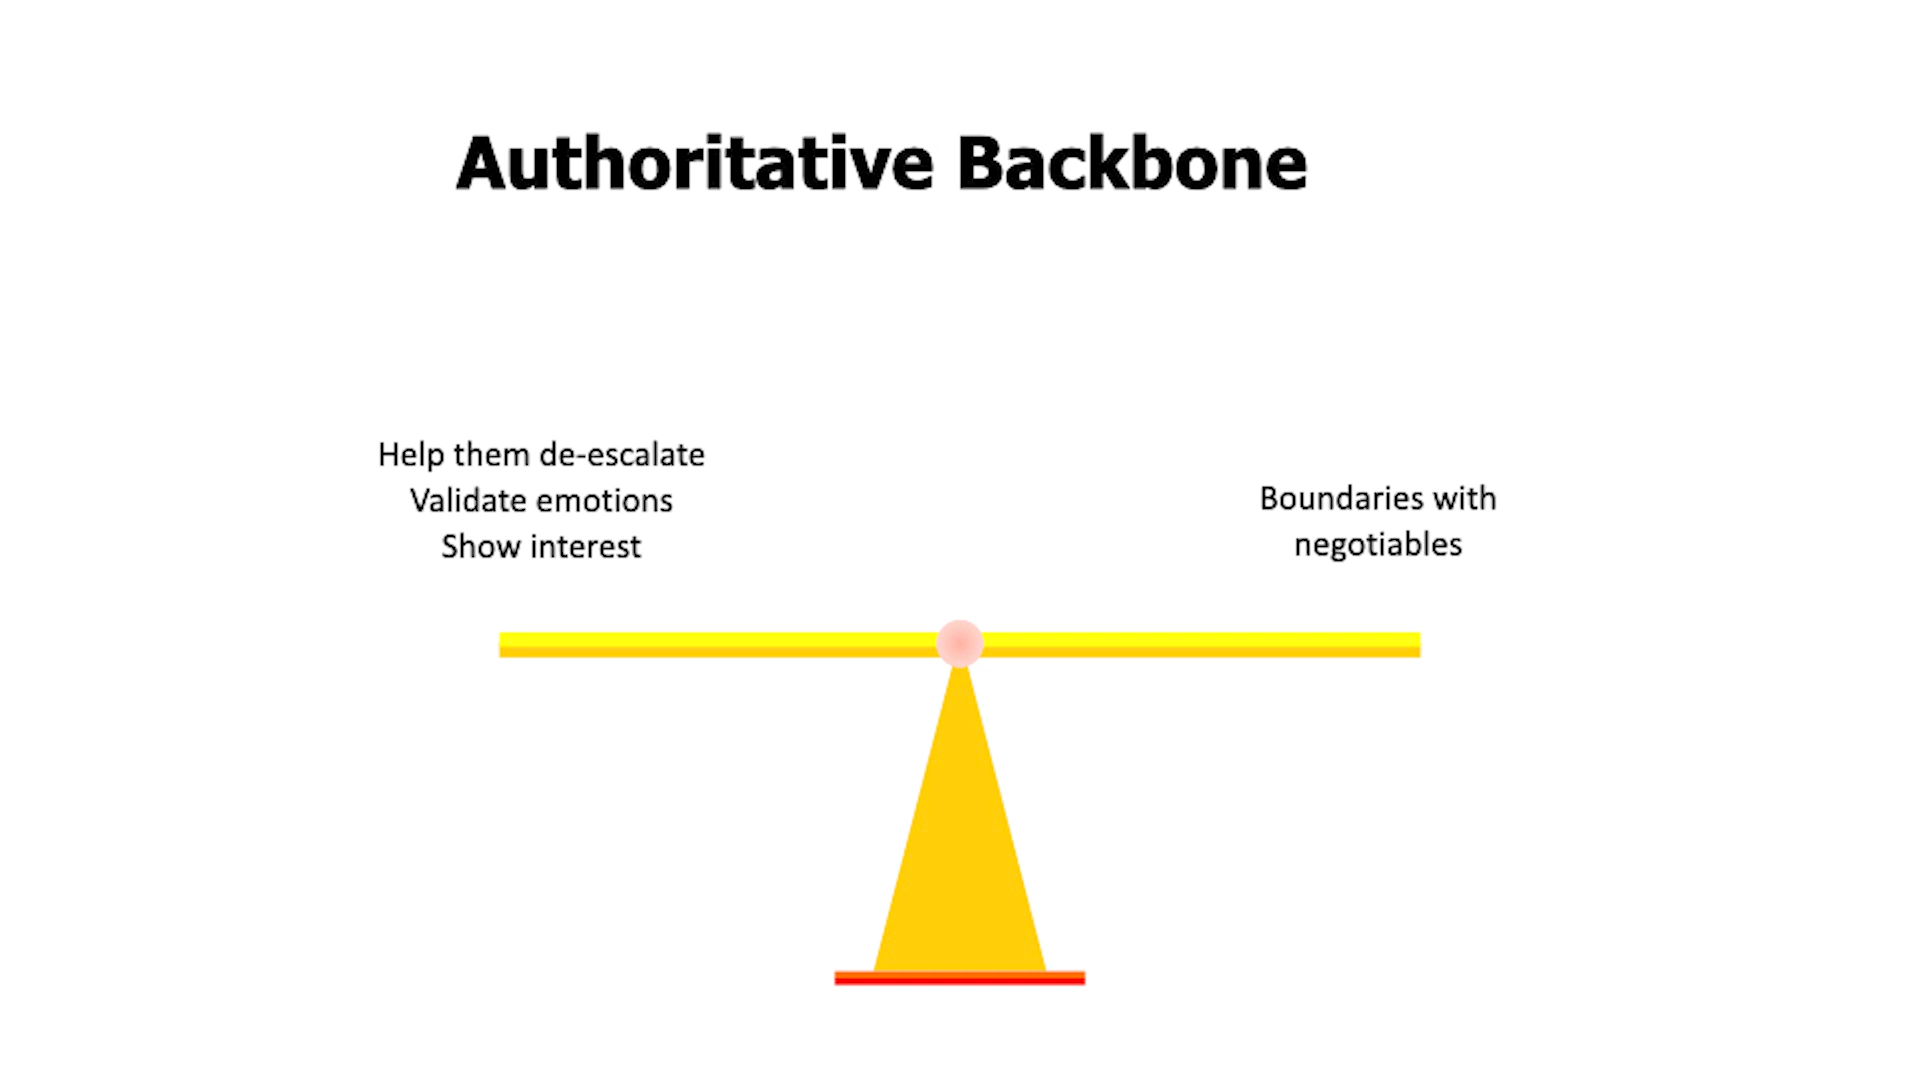 Authoritative Backbone
Help them de-escalate
Validate emotions
Show interest
Boundaries with
negotiables